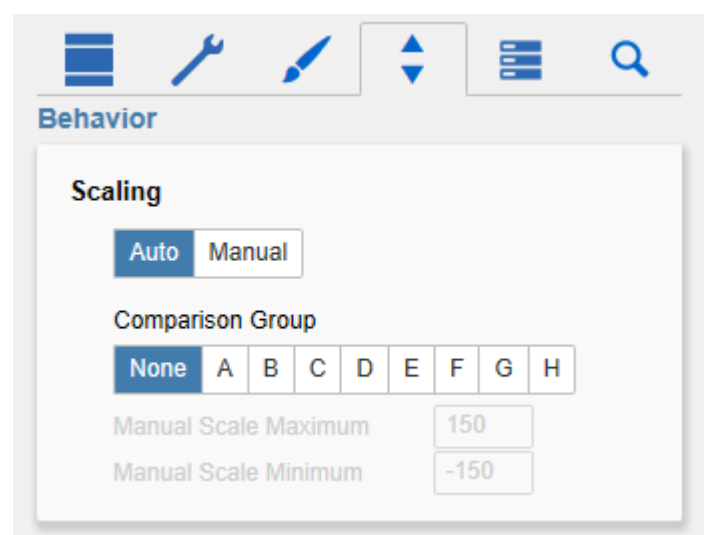 Behavior
Scaling
Auto Manual
Comparison Group
None A B C D E F G H
Manual Scale Maximum 150
Manual Scale Minimum -150